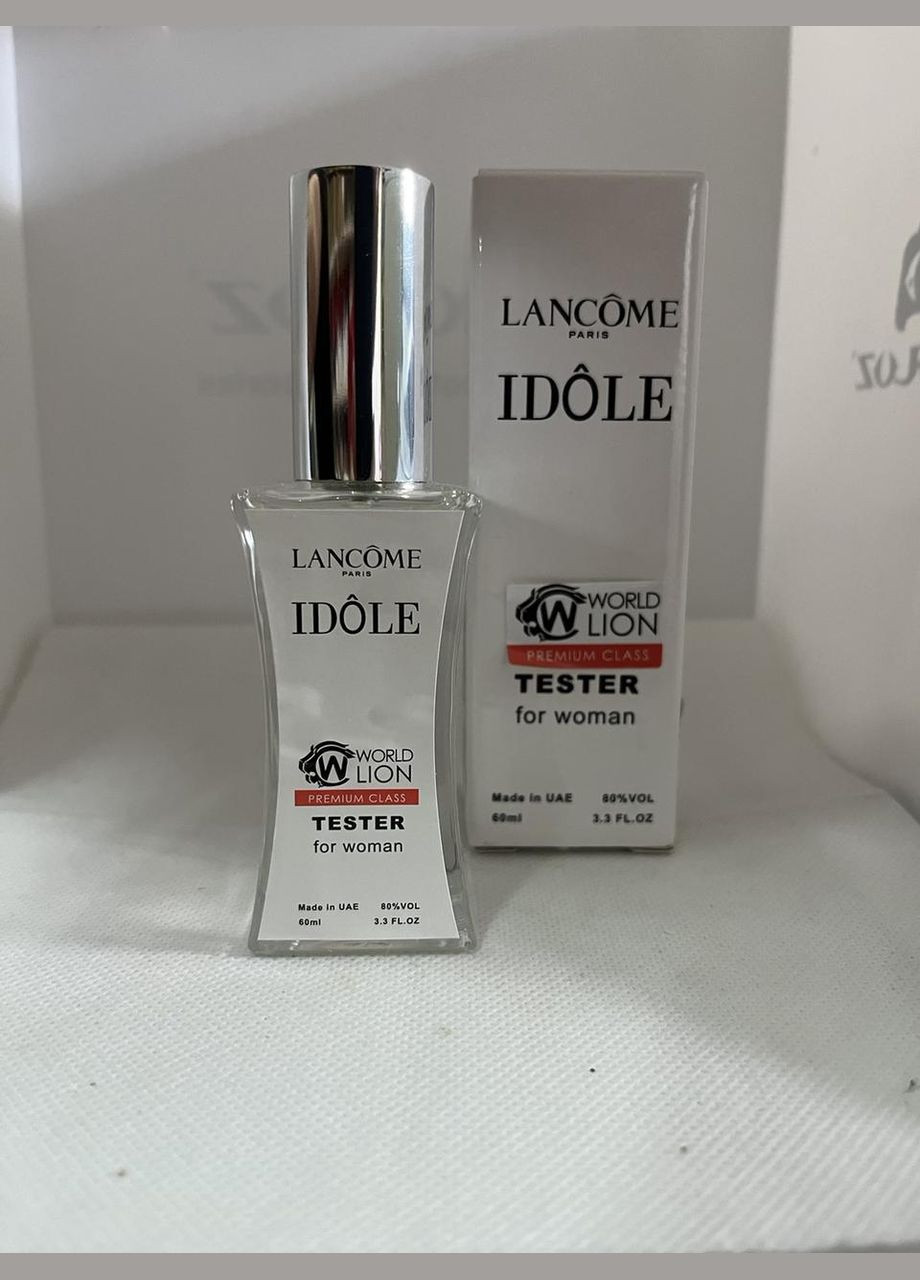 LANCÔME
PARIS
IDÔLE
WORLD
LION
PREMIUM CLASS
TESTER
for woman
Made in UAE 80%VOL
60ml 3.3 FL.OZ
LANCÔME
PARIS
IDÔLE
W
WORLD
LION
PREMIUM CLASS
TESTER
for woman
Made in UAE 80%VOL
60ml 3.3 FL.OZ